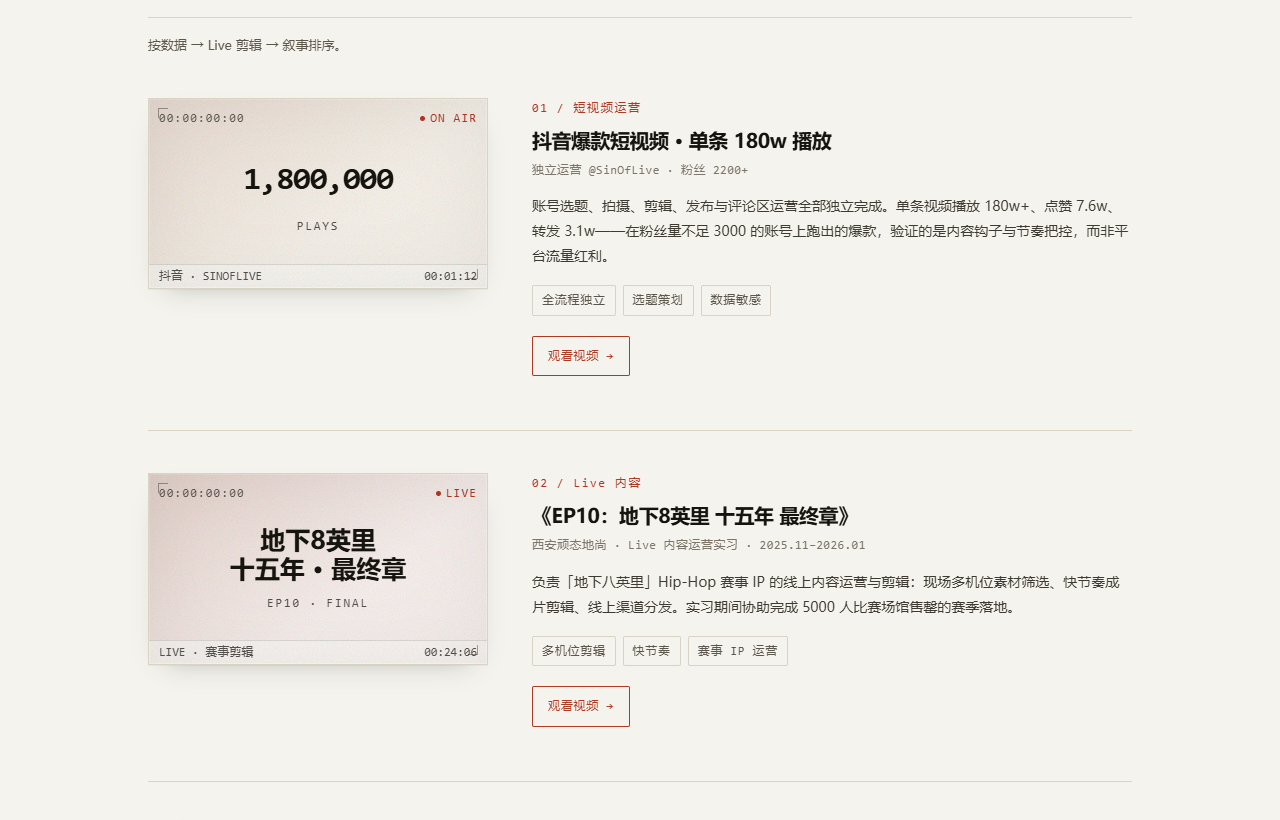 按数据 → Live 剪辑 → 叙事排序。
00:00:00:00
● ON AIR
1,800,000
PLAYS
抖音 · SINOFLIVE
00:01:12
01 / 短视频运营
抖音爆款短视频 · 单条 180w 播放
独立运营 @SinOfLive · 粉丝 2200+
账号选题、拍摄、剪辑、发布与评论区运营全部独立完成。单条视频播放 180w+、点赞 7.6w、
转发 3.1w——在粉丝量不足 3000 的账号上跑出的爆款，验证的是内容钩子与节奏把控，而非平
台流量红利。
全流程独立
选题策划
数据敏感
观看视频 →
00:00:00:00
● LIVE
地下8英里
十五年 · 最终章
EP10 · FINAL
LIVE · 赛事剪辑
00:24:06
02 / Live 内容
《EP10：地下8英里 十五年 最终章》
西安顽态地尚 · Live 内容运营实习 · 2025.11–2026.01
负责「地下八英里」Hip-Hop 赛事 IP 的线上内容运营与剪辑：现场多机位素材筛选、快节奏成
片剪辑、线上渠道分发。实习期间协助完成 5000 人比赛场馆售罄的赛季落地。
多机位剪辑
快节奏
赛事 IP 运营
观看视频 →